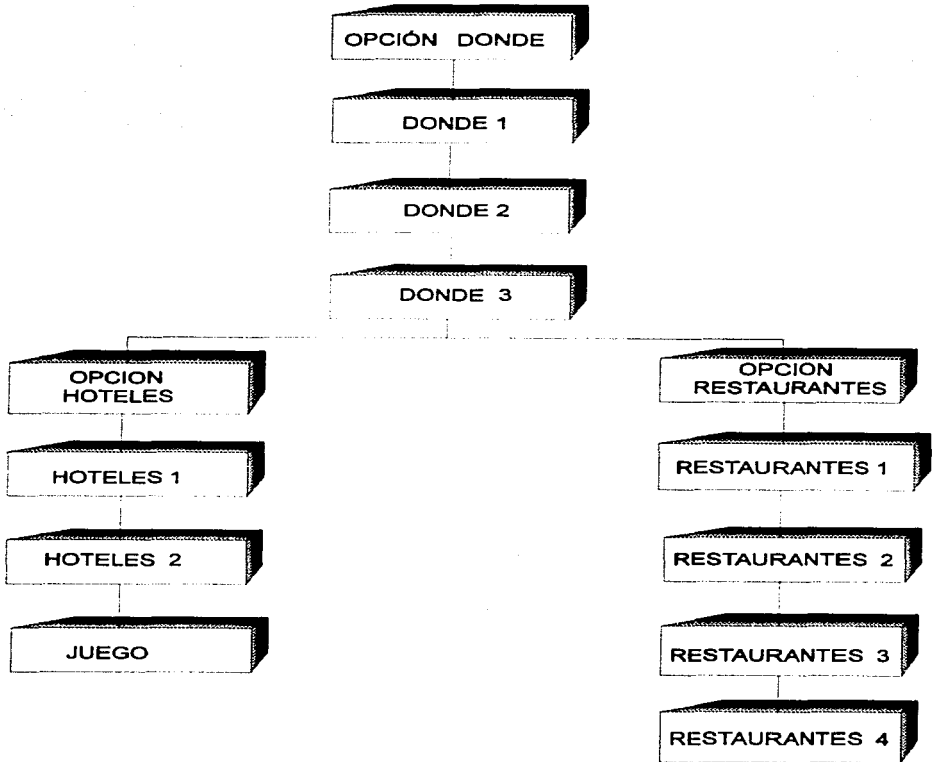 OPCIÓN DONDE
DONDE 1
DONDE 2
DONDE 3
OPCION
HOTELES
HOTELES 1
HOTELES 2
JUEGO
OPCION
RESTAURANTES
RESTAURANTES 1
RESTAURANTES 2
RESTAURANTES 3
RESTAURANTES 4